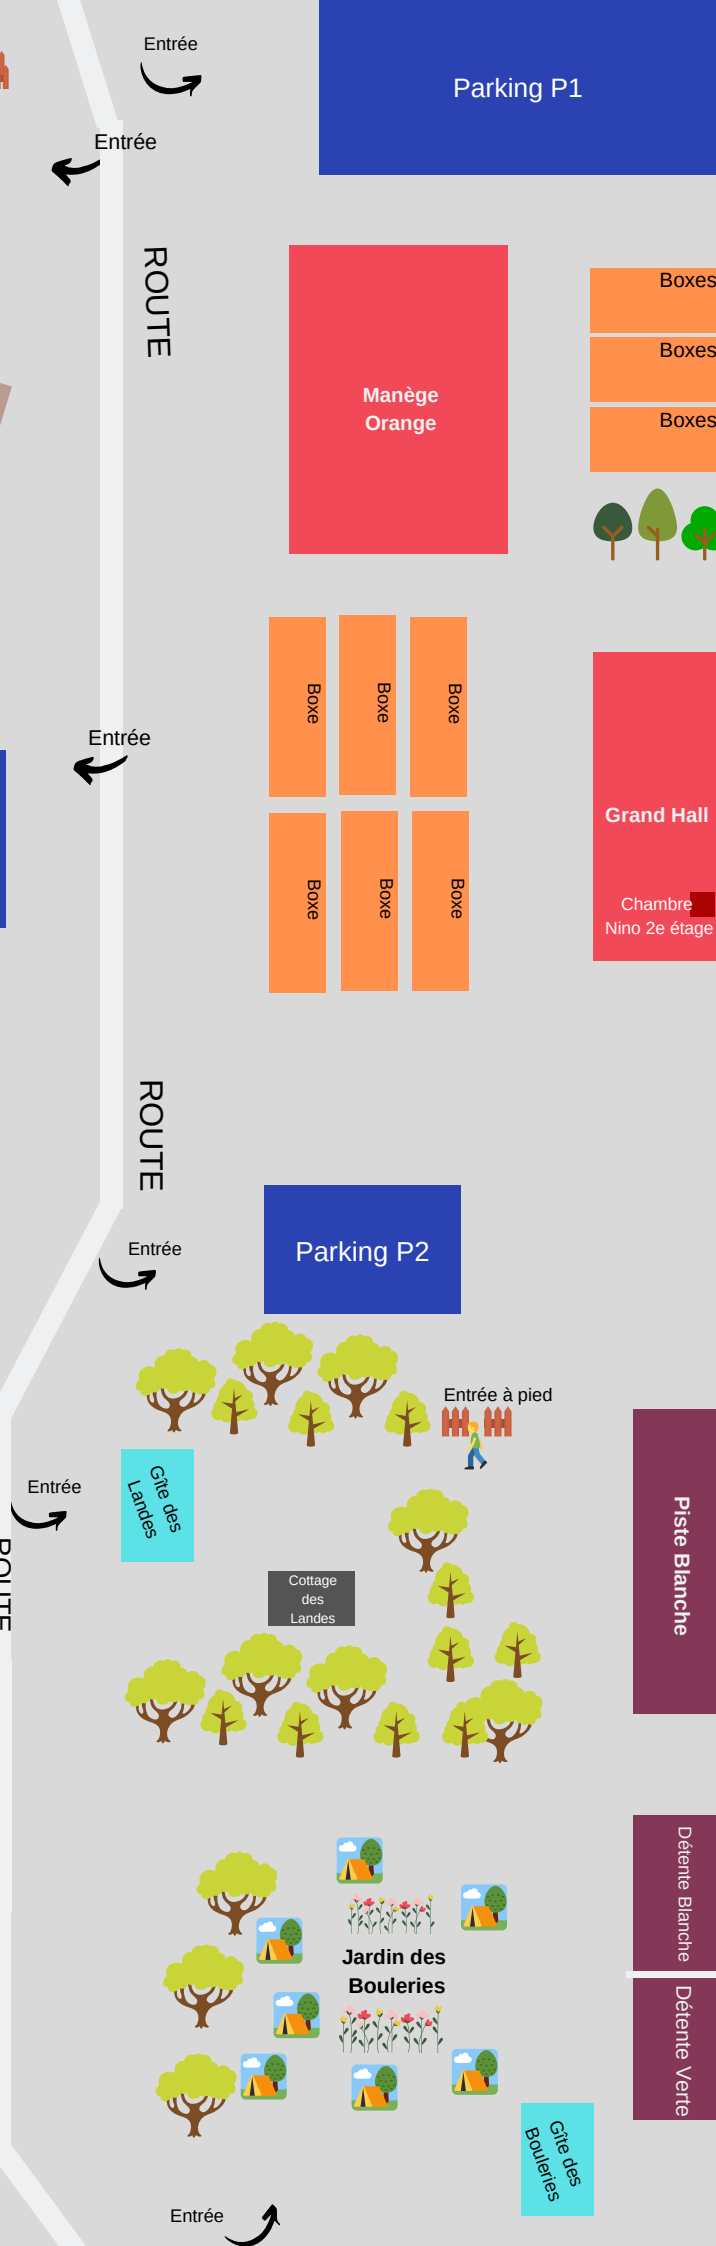 Entrée
Parking P1
Entrée
ROUTE
Boxes
Boxes
Boxes
Manège
Orange
Boxe
Boxe
Boxe
Entrée
Grand Hall
Boxe
Boxe
Boxe
Chambre
Nino 2e étage
ROUTE
Entrée
Parking P2
Entrée à pied
Entrée
Gîte des
Landes
Piste Blanche
ROUTE
Cottage
des
Landes
Détente Blanche
Jardin des
Bouleries
Détente Verte
Gîte des
Bouleries
Entrée